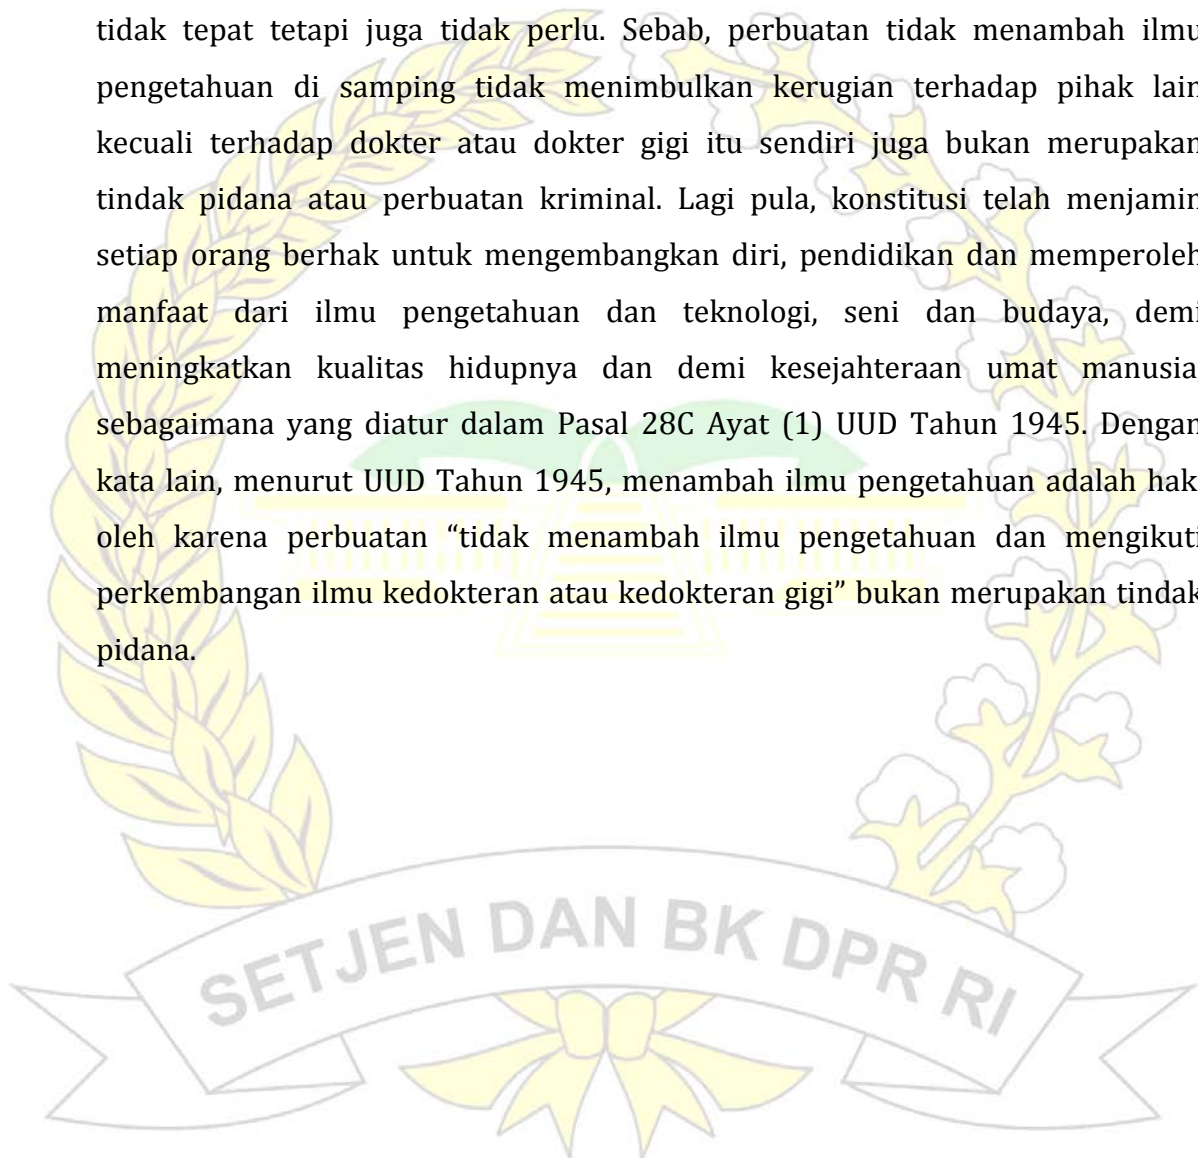 tidak tepat tetapi juga tidak perlu. Sebab, perbuatan tidak menambah ilmu
pengetahuan di samping tidak menimbulkan kerugian terhadap pihak lain
kecuali terhadap dokter atau dokter gigi itu sendiri juga bukan merupakan
tindak pidana atau perbuatan kriminal. Lagi pula, konstitusi telah menjamin
setiap orang berhak untuk mengembangkan diri, pendidikan dan memperoleh
manfaat dari ilmu pengetahuan dan teknologi, seni dan budaya, demi
meningkatkan kualitas hidupnya dan demi kesejahteraan umat manusia
sebagaimana yang diatur dalam Pasal 28C Ayat (1) UUD Tahun 1945. Dengan
kata lain, menurut UUD Tahun 1945, menambah ilmu pengetahuan adalah hak
oleh karena perbuatan “tidak menambah ilmu pengetahuan dan mengikuti
perkembangan ilmu kedokteran atau kedokteran gigi” bukan merupakan tindak
pidana.
SETJEN DAN BK DPR RI